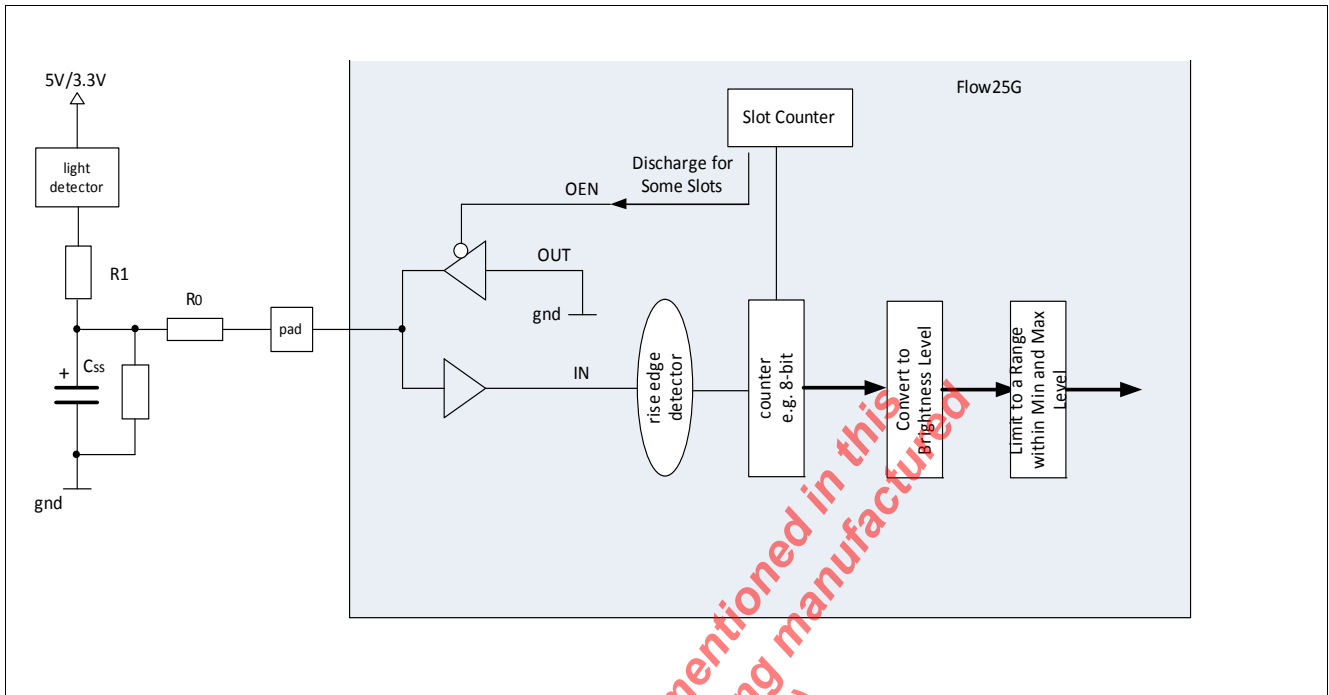 5V/3.3V
light
detector
R1
R0
pad
Css
+
gnd
Flow25G
Slot Counter
Discharge for
Some Slots
OEN
OUT
gnd
IN
rise edge
detector
counter
e.g. 8-bit
Convert to
Brightness Level
Limit to a Range
within Min and Max
Level
mentioned in this
ng manufactured